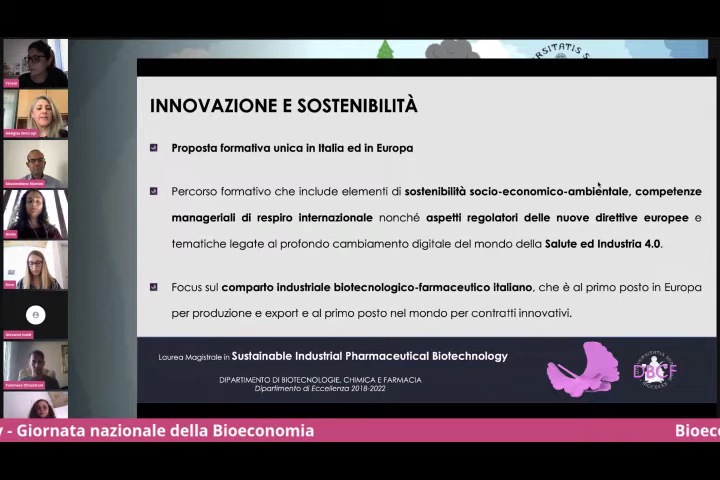 INNOVAZIONE E SOSTENIBILITÀ
Proposta formativa unica in Italia ed in Europa
Percorso formativo che include elementi di sostenibilità socio-economico-ambientale, competenze
manageriali di respiro internazionale nonché aspetti regolatori delle nuove direttive europee e
tematiche legate al profondo cambiamento digitale del mondo della Salute ed Industria 4.0.
Focus sul comparto industriale biotecnologico-farmaceutico italiano, che è al primo posto in Europa
per produzione e export e al primo posto nel mondo per contratti innovativi.
Laurea Magistrale in Sustainable Industrial Pharmaceutical Biotechnology
DIPARTIMENTO DI BIOTECNOLOGIE, CHIMICA E FARMACIA
Dipartimento di Eccellenza 2018-2022
DBCF
y - Giornata nazionale della Bioeconomia
Bioeco